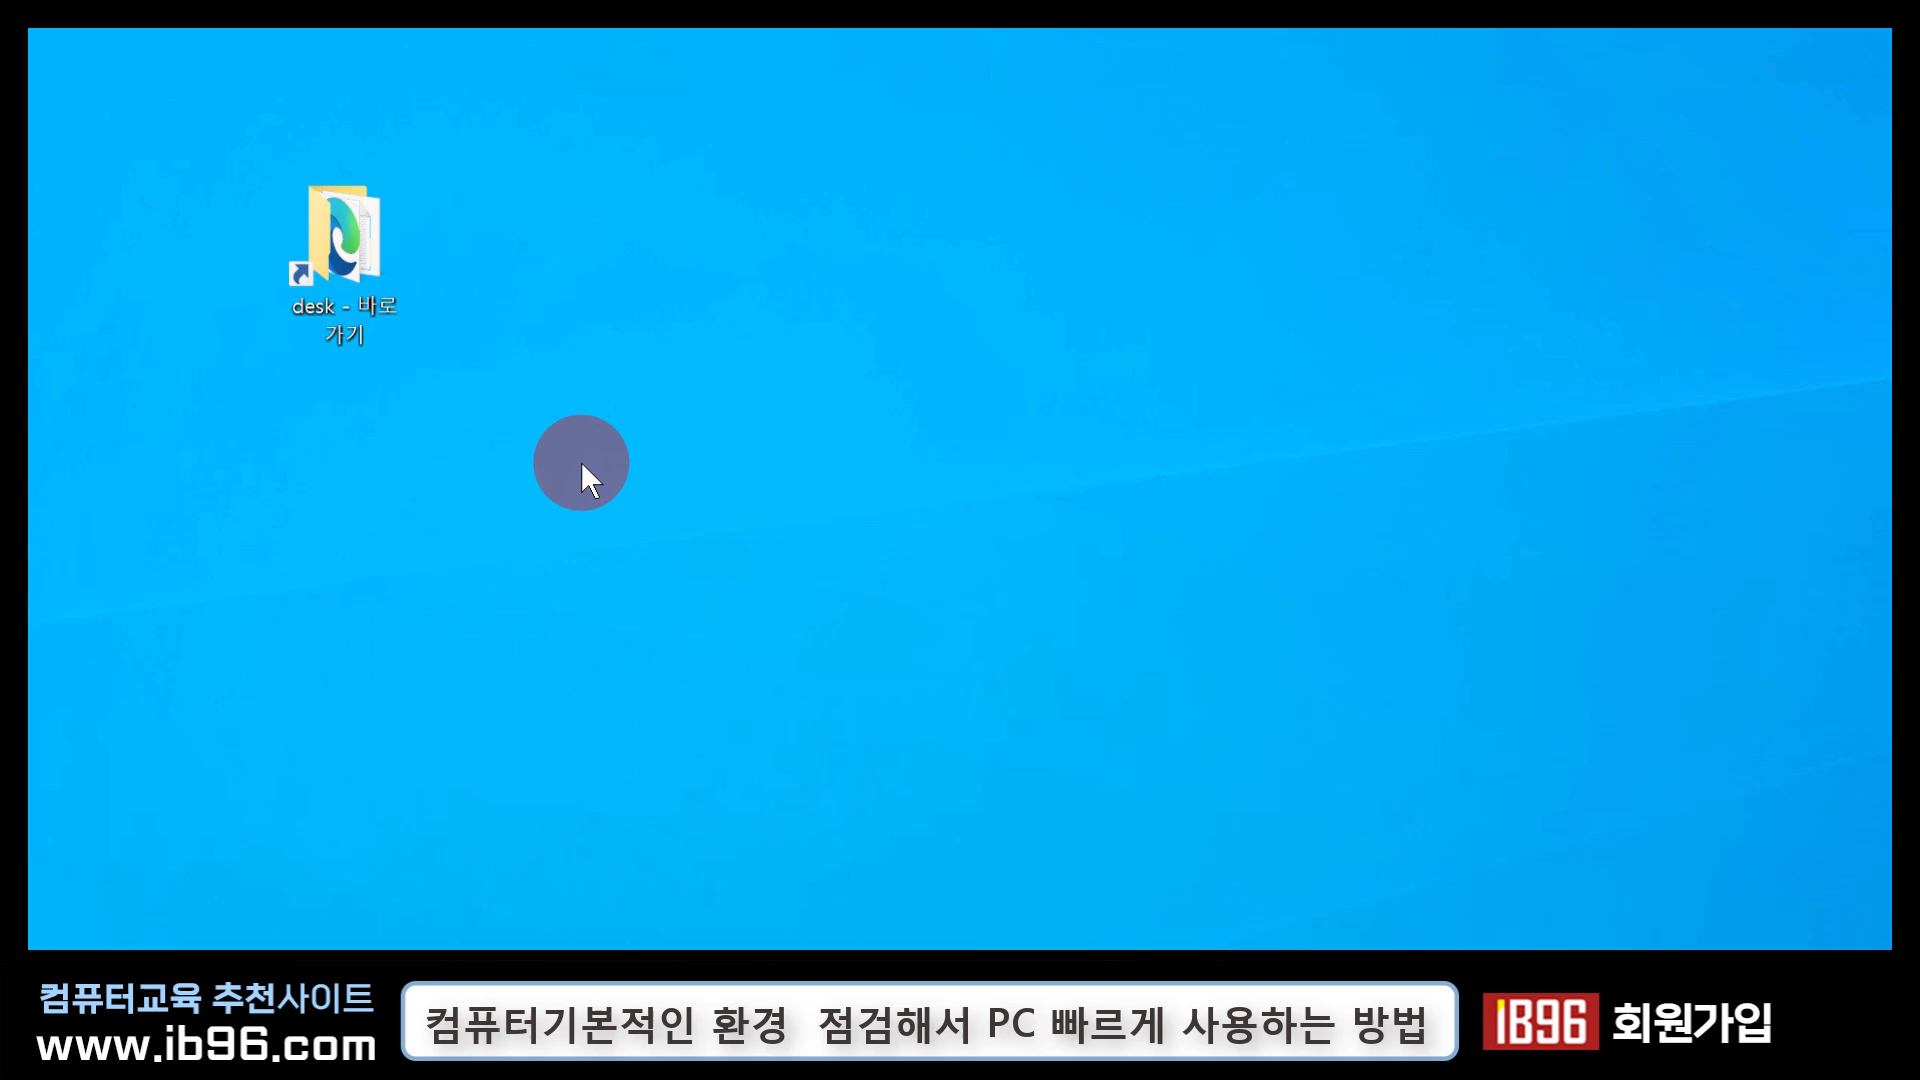 desk - 바로
가기
컴퓨터교육 추천사이트
www.ib96.com
컴퓨터기본적인 환경 점검해서 PC 빠르게 사용하는 방법
IB96 회원가입